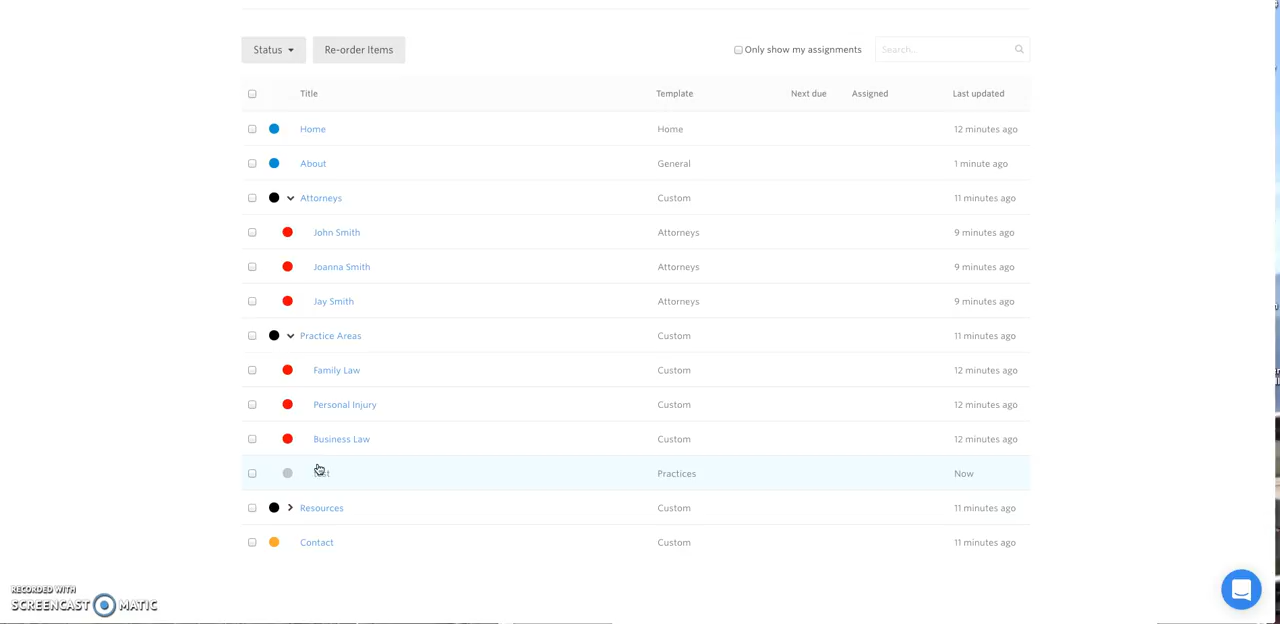 Status Re-order Items Only show my assignments Search...
Title Template Next due Assigned Last updated
Home Home 12 minutes ago
About General 1 minute ago
Attorneys Custom 11 minutes ago
John Smith Attorneys 9 minutes ago
Joanna Smith Attorneys 9 minutes ago
Jay Smith Attorneys 9 minutes ago
Practice Areas Custom 11 minutes ago
Family Law Custom 12 minutes ago
Personal Injury Custom 12 minutes ago
Business Law Custom 12 minutes ago
Practices Now
Resources Custom 11 minutes ago
Contact Custom 11 minutes ago
RECORDED WITH
SCREENCAST MATIC